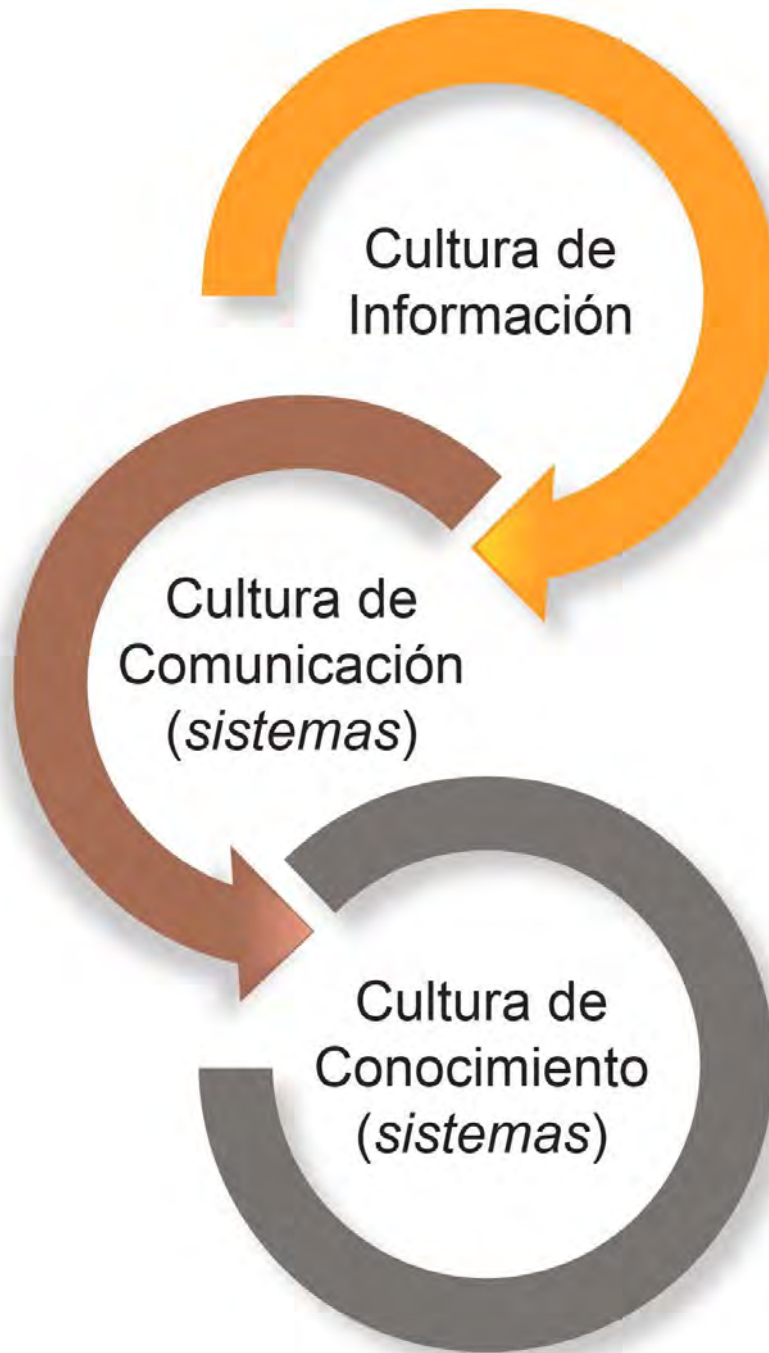 Cultura de
Información
Cultura de
Comunicación
(sistemas)
Cultura de
Conocimiento
(sistemas)